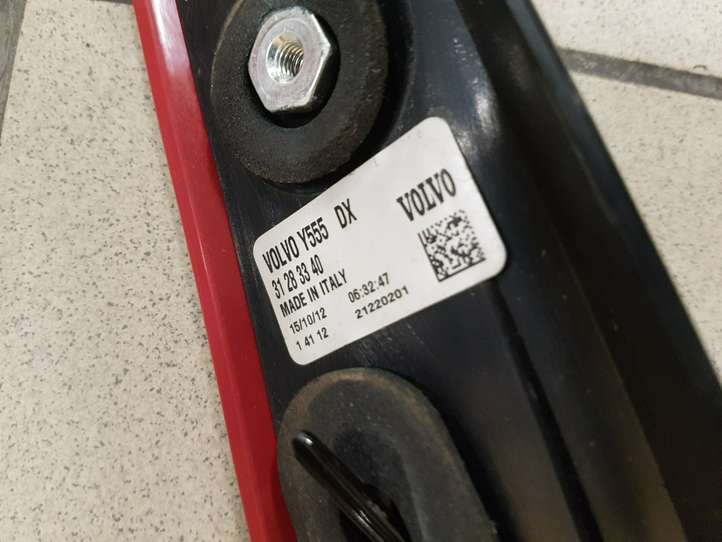 VOLVO Y555 DX
VOLVO
31 28 33 40
MADE IN ITALY
15/10/12 06:32:47
1 41 12 21220201